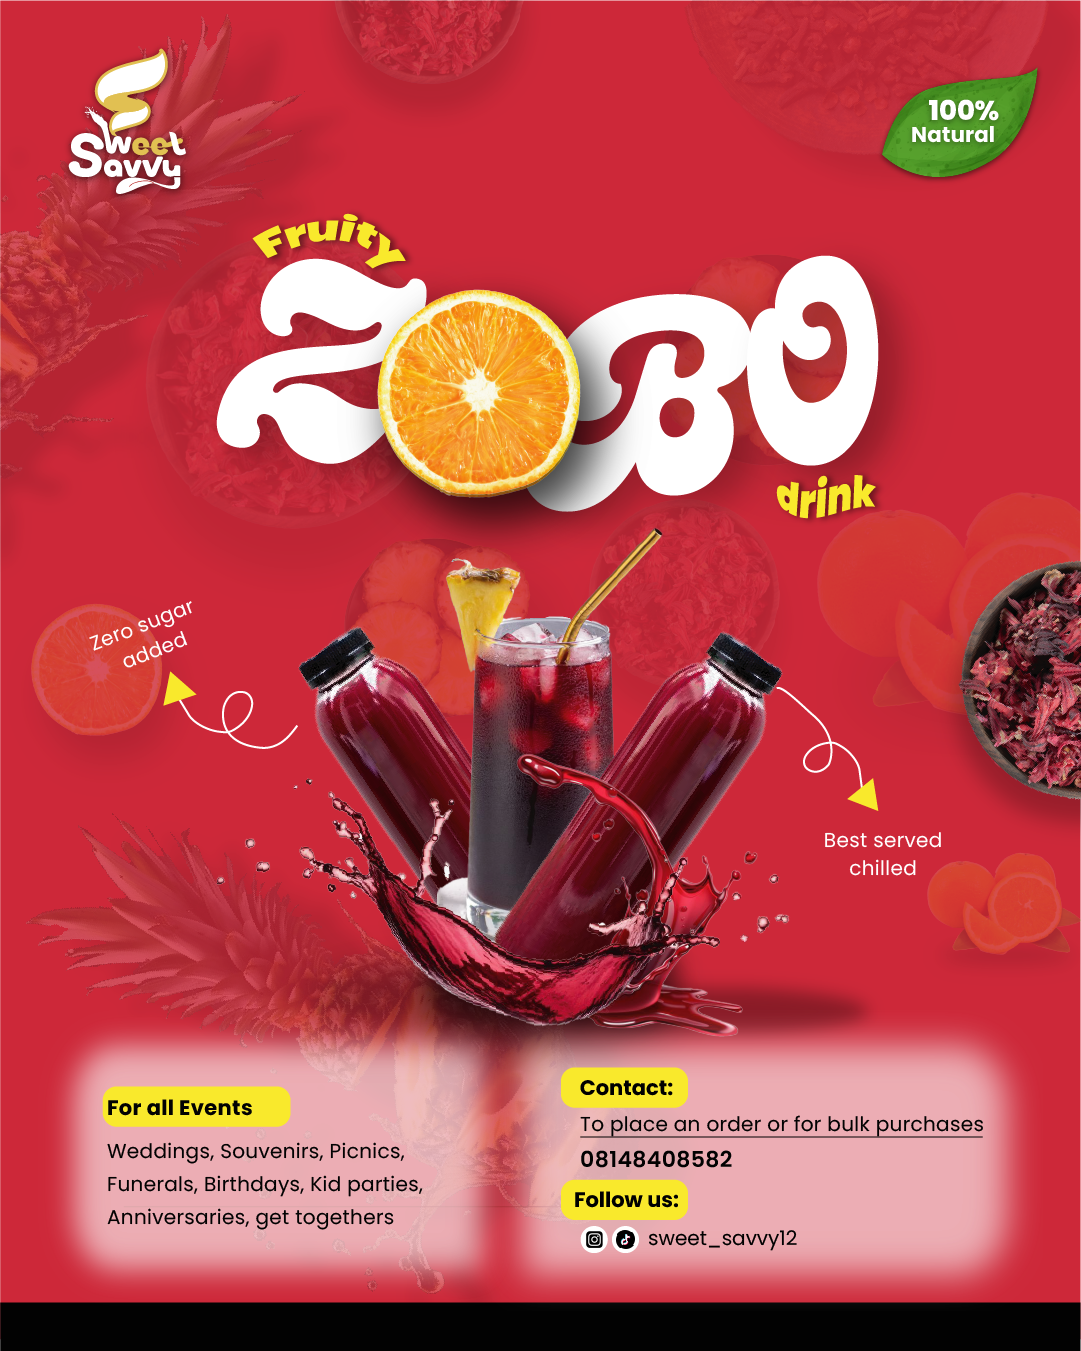 Sweet
Savvy
100%
Natural
Fruity
ZOBO
drink
Zero sugar
added
Best served
chilled
For all Events
Weddings, Souvenirs, Picnics,
Funerals, Birthdays, Kid parties,
Anniversaries, get togethers
Contact:
To place an order or for bulk purchases
08148408582
Follow us:
sweet_savvy12